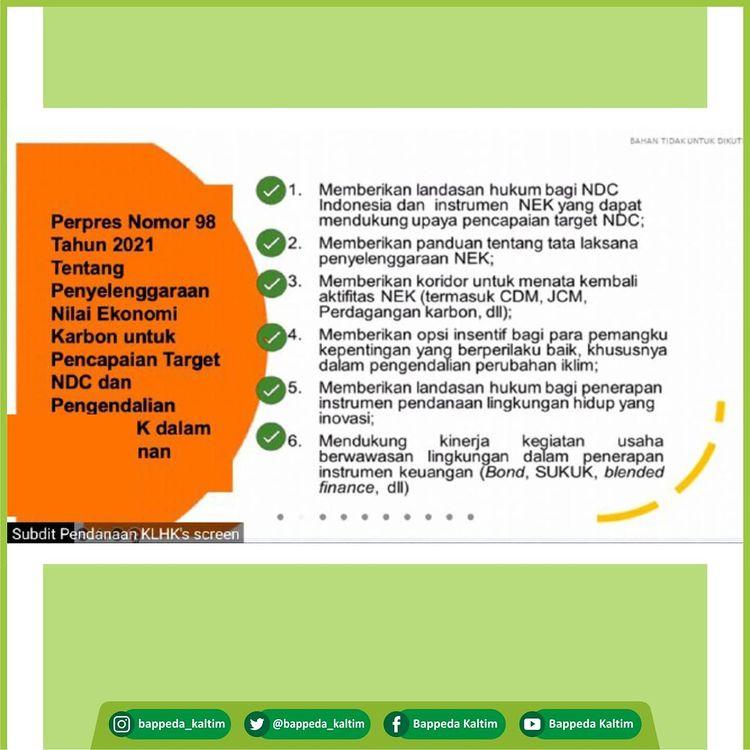 BAHAN TIDAK UNTUK DIKUTI
Perpres Nomor 98
Tahun 2021
Tentang
Penyelenggaraan
Nilai Ekonomi
Karbon untuk
Pencapaian Target
NDC dan
Pengendalian
K dalam
nan
1. Memberikan landasan hukum bagi NDC
Indonesia dan instrumen NEK yang dapat
mendukung upaya pencapaian target NDC;
2. Memberikan panduan tentang tata laksana
penyelenggaraan NEK;
3. Memberikan koridor untuk menata kembali
aktifitas NEK (termasuk CDM, JCM,
Perdagangan karbon, dll);
4. Memberikan opsi insentif bagi para pemangku
kepentingan yang berperilaku baik, khususnya
dalam pengendalian perubahan iklim;
5. Memberikan landasan hukum bagi penerapan
instrumen pendanaan lingkungan hidup yang
inovasi;
6. Mendukung kinerja kegiatan usaha
berwawasan lingkungan dalam penerapan
instrumen keuangan (Bond, SUKUK, blended
finance, dll)
Subdit Pendanaan KLHK's screen
bappeda_kaltim
@bappeda_kaltim
Bappeda Kaltim
Bappeda Kaltim